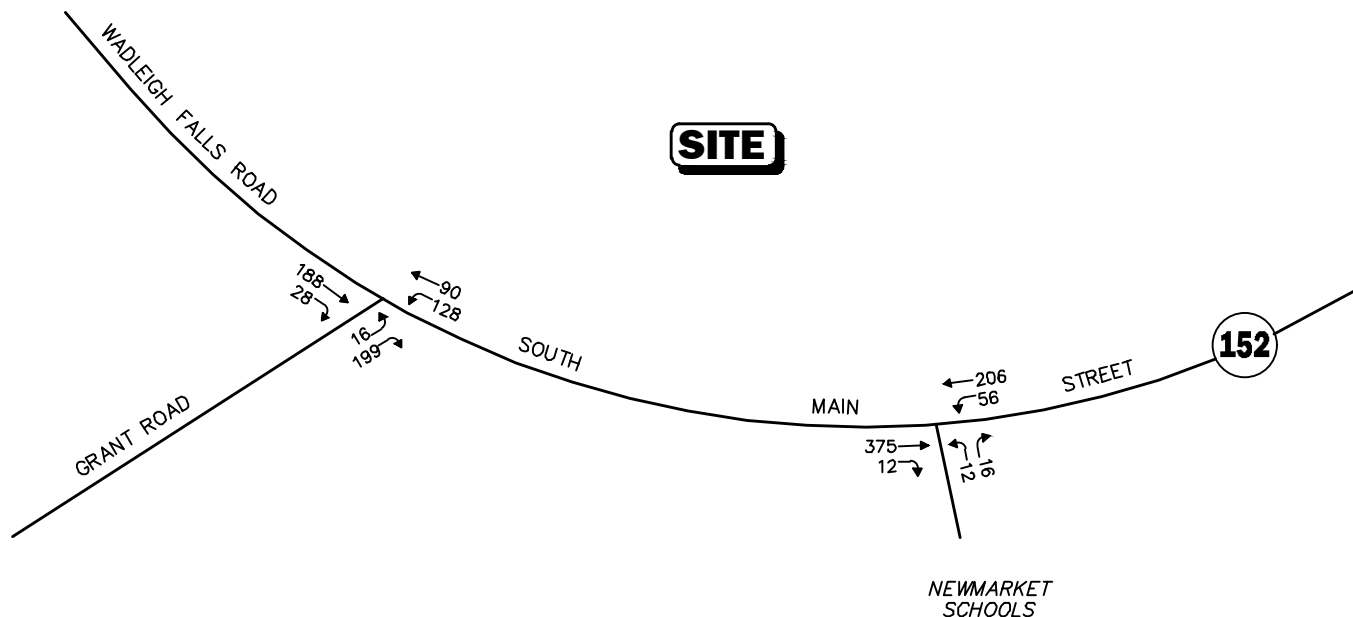 WADLEIGH FALLS ROAD
SITE
188
28
90
128
16
199
SOUTH
MAIN
STREET
152
GRANT ROAD
206
56
375
12
12
16
NEWMARKET
SCHOOLS